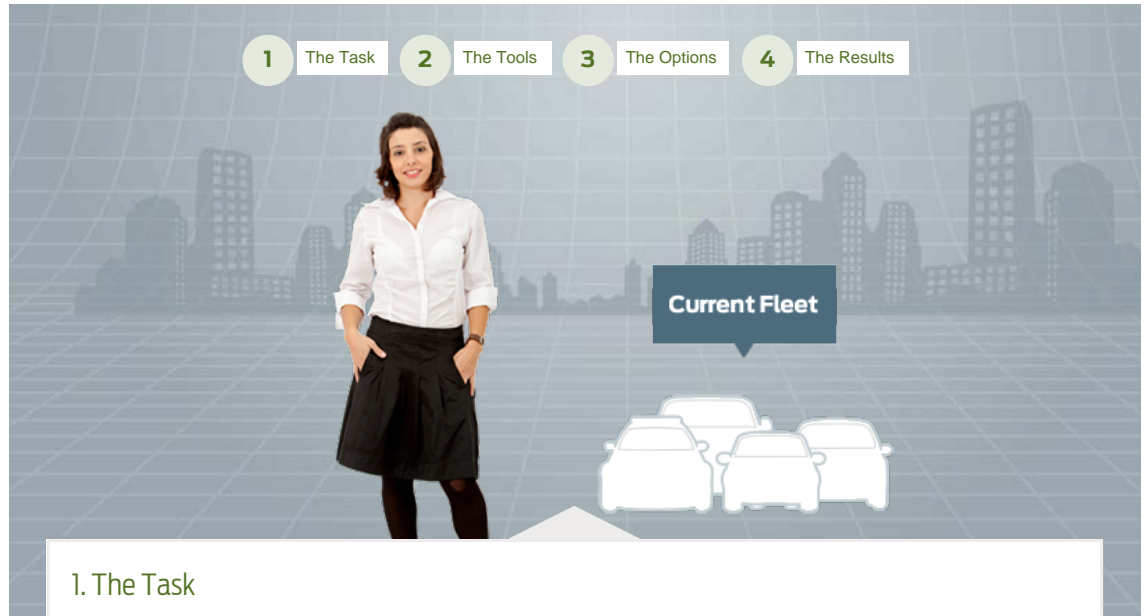 1 The Task 2 The Tools 3 The Options 4 The Results
Current Fleet
1. The Task